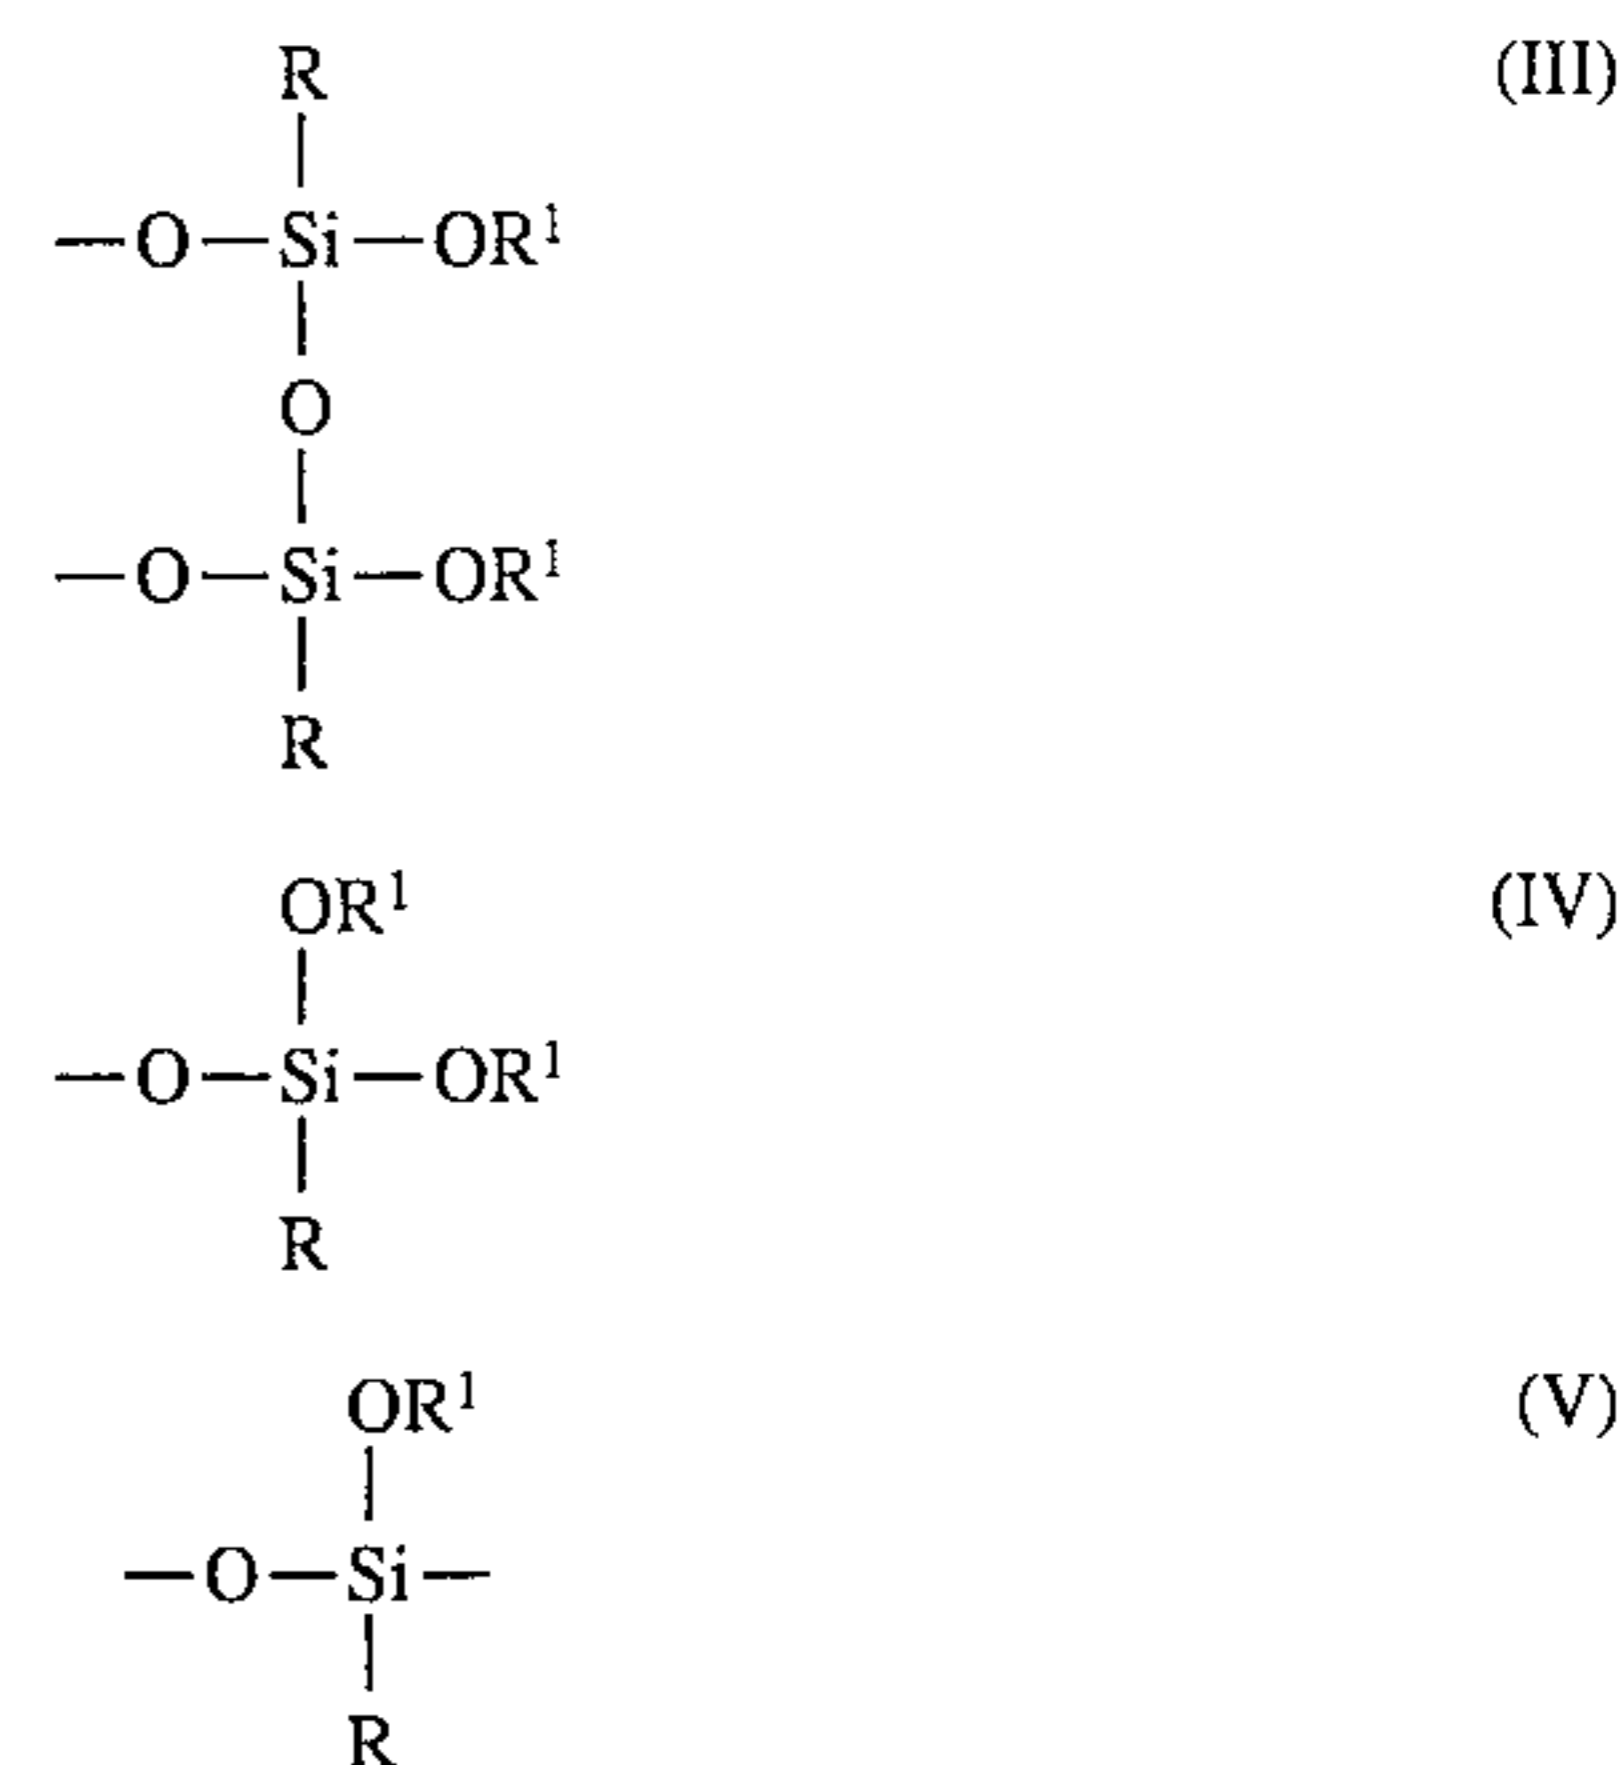 R (III)
—O—Si—OR¹
O
—O—Si—OR¹
R
OR¹ (IV)
—O—Si—OR¹
R
OR¹ (V)
—O—Si—
R